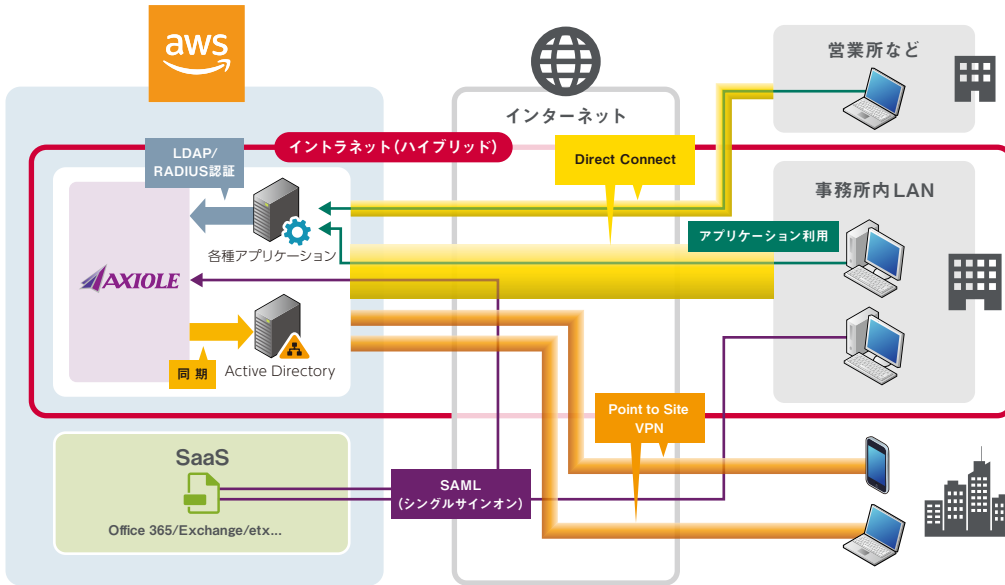 aws
インターネット
営業所など
イントラネット(ハイブリッド)
LDAP/
RADIUS認証
Direct Connect
事務所内LAN
アプリケーション利用
各種アプリケーション
AXIOLE
同期
Active Directory
Point to Site
VPN
SaaS
SAML
(シングルサインオン)
Office 365/Exchange/etx...